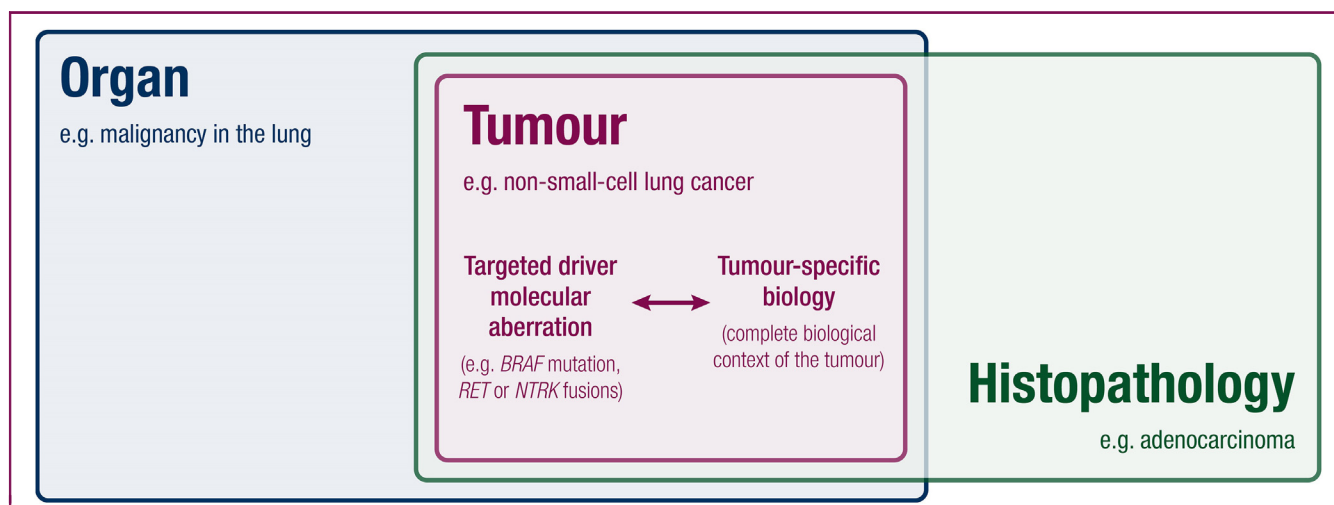 Organ
e.g. malignancy in the lung
Tumour
e.g. non-small-cell lung cancer
Targeted driver
molecular
aberration
(e.g. BRAF mutation,
RET or NTRK fusions)
Tumour-specific
biology
(complete biological
context of the tumour)
Histopathology
e.g. adenocarcinoma